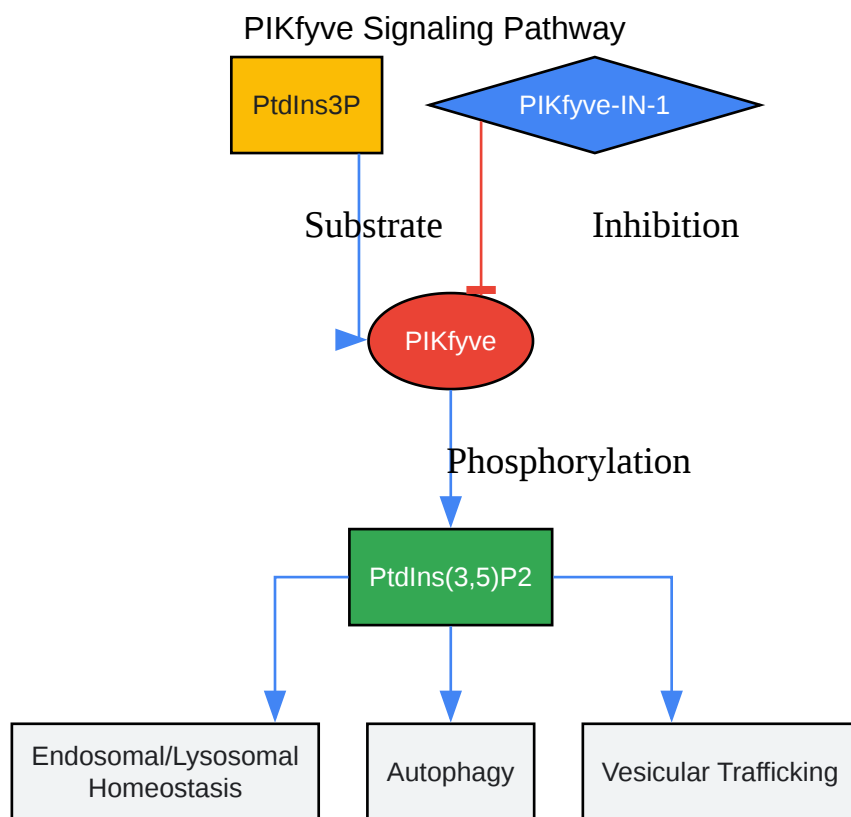 PIKfyve Signaling Pathway
PtdIns3P
PIKfyve-IN-1
Substrate
Inhibition
PIKfyve
Phosphorylation
PtdIns(3,5)P2
Endosomal/Lysosomal
Homeostasis
Autophagy
Vesicular Trafficking